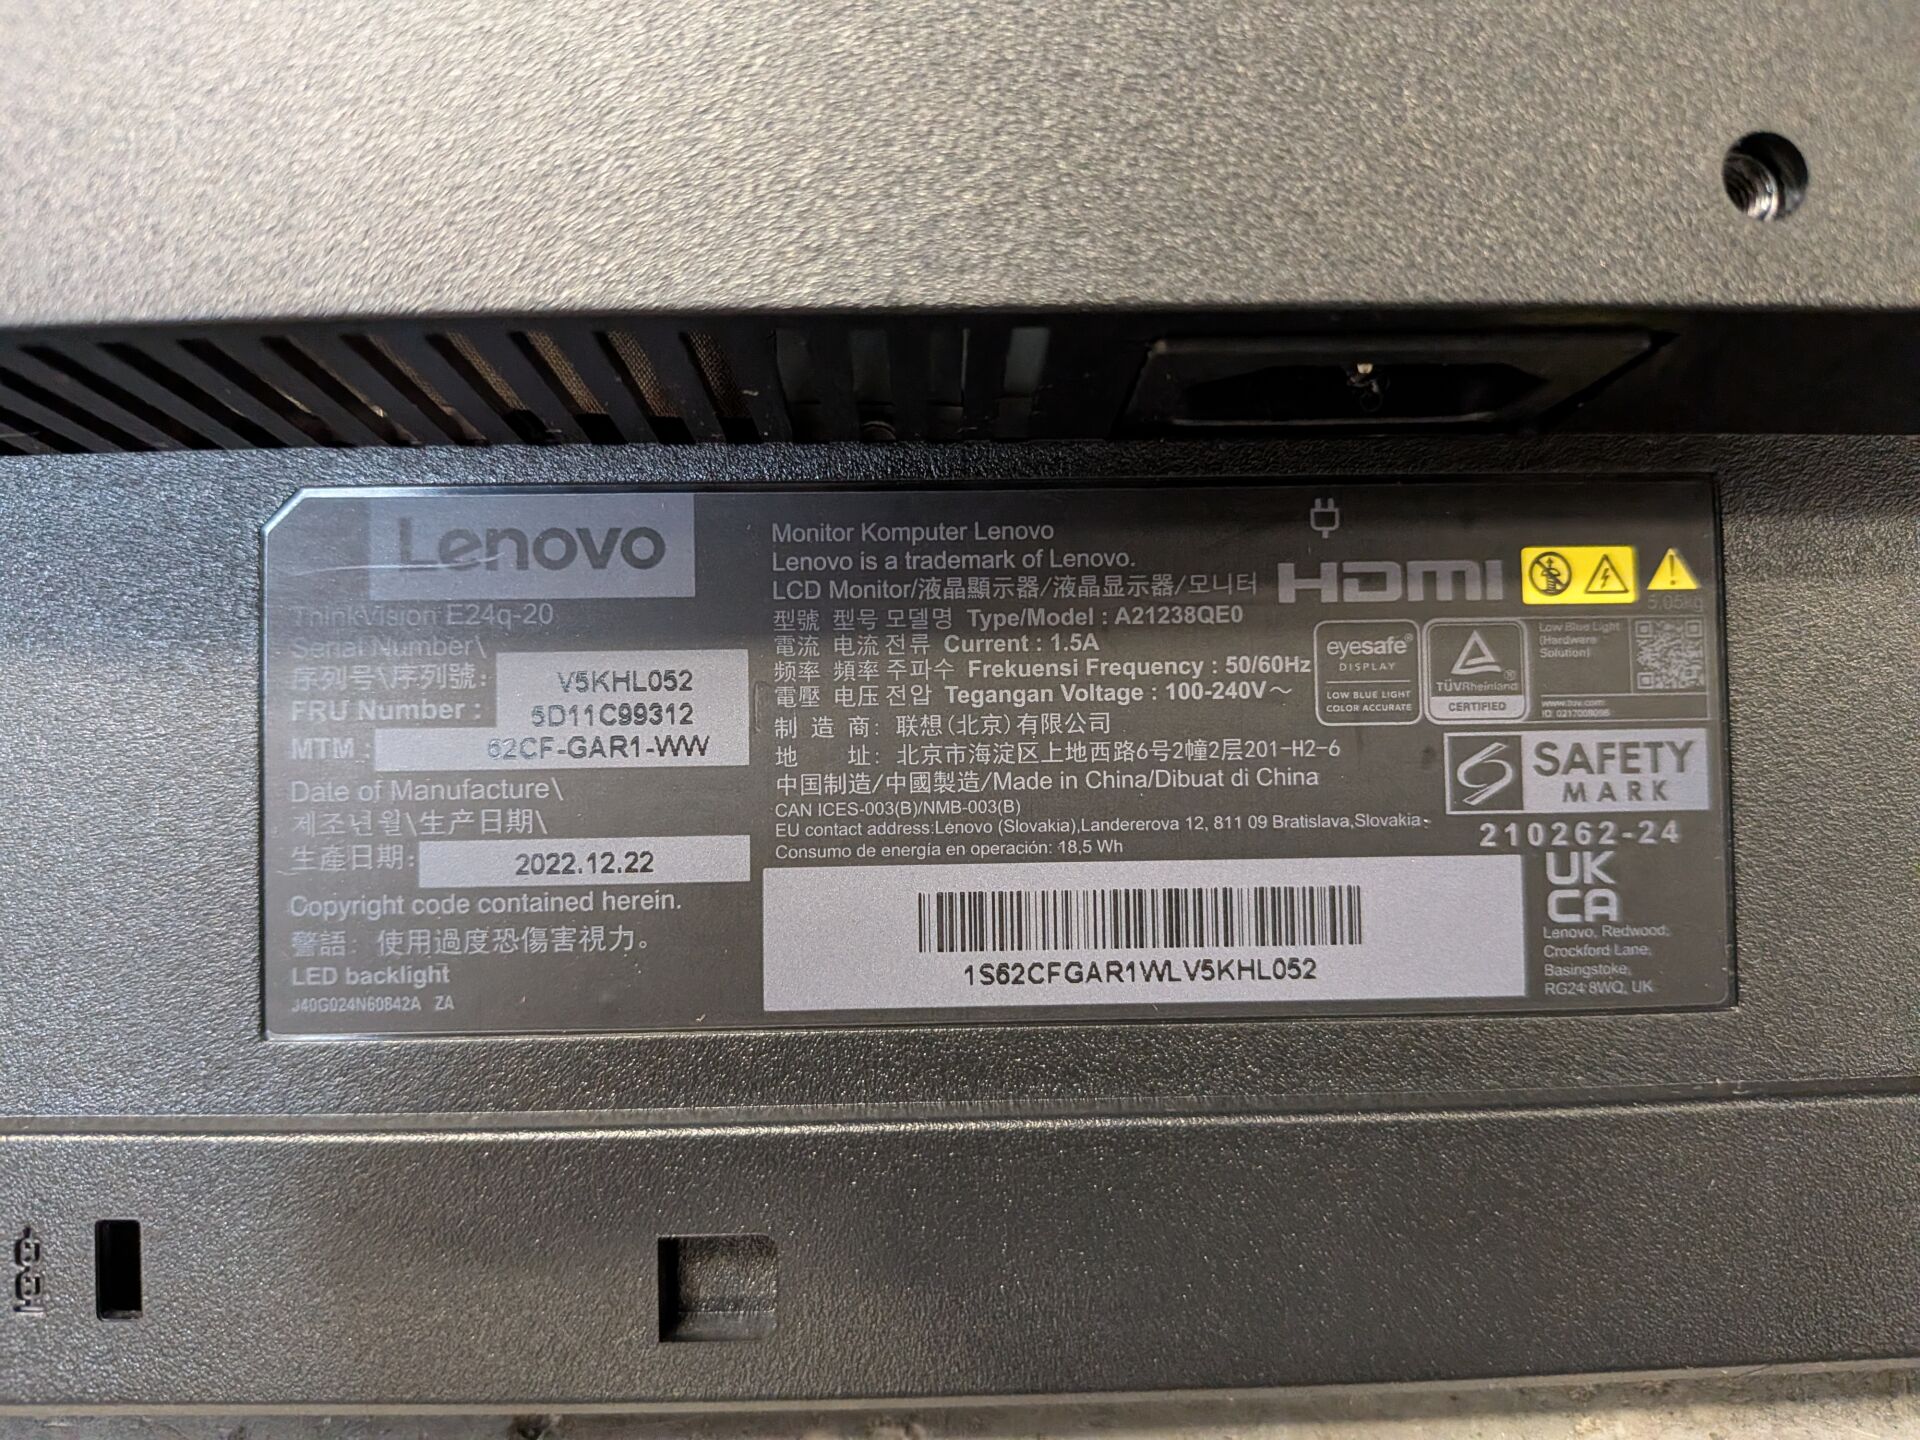 Lenovo
ThinkVision E24q-20
Serial Number\
序列号\序列號: V5KHL052
FRU Number : 5D11C99312
MTM : 62CF-GAR1-WW
Date of Manufacture\
제조년월\生产日期\
生產日期: 2022.12.22
Copyright code contained herein.
警語: 使用過度恐傷害視力。
LED backlight
J40G024N60842A ZA
Monitor Komputer Lenovo
Lenovo is a trademark of Lenovo.
LCD Monitor/液晶顯示器/液晶显示器/모니터
型號 型号 모델명 Type/Model : A21238QE0
電流 电流 전류 Current : 1.5A
频率 頻率 주파수 Frekuensi Frequency : 50/60Hz
電壓 电压 전압 Tegangan Voltage : 100-240V～
制 造 商: 联想(北京)有限公司
地 址: 北京市海淀区上地西路6号2幢2层201-H2-6
中国制造/中國製造/Made in China/Dibuat di China
CAN ICES-003(B)/NMB-003(B)
EU contact address:Lenovo (Slovakia),Landererova 12, 811 09 Bratislava,Slovakia
Consumo de energía en operación: 18,5 Wh
1S62CFGAR1WLV5KHL052
HDMI
5,05kg
eyesafe®
DISPLAY
LOW BLUE LIGHT
COLOR ACCURATE
TÜVRheinland®
CERTIFIED
Low Blue Light
(Hardware
Solution)
www.tuv.com
SAFETY
MARK
210262-24
UK
CA
Lenovo, Redwood,
Crockford Lane,
Basingstoke,
RG24 8WQ, UK